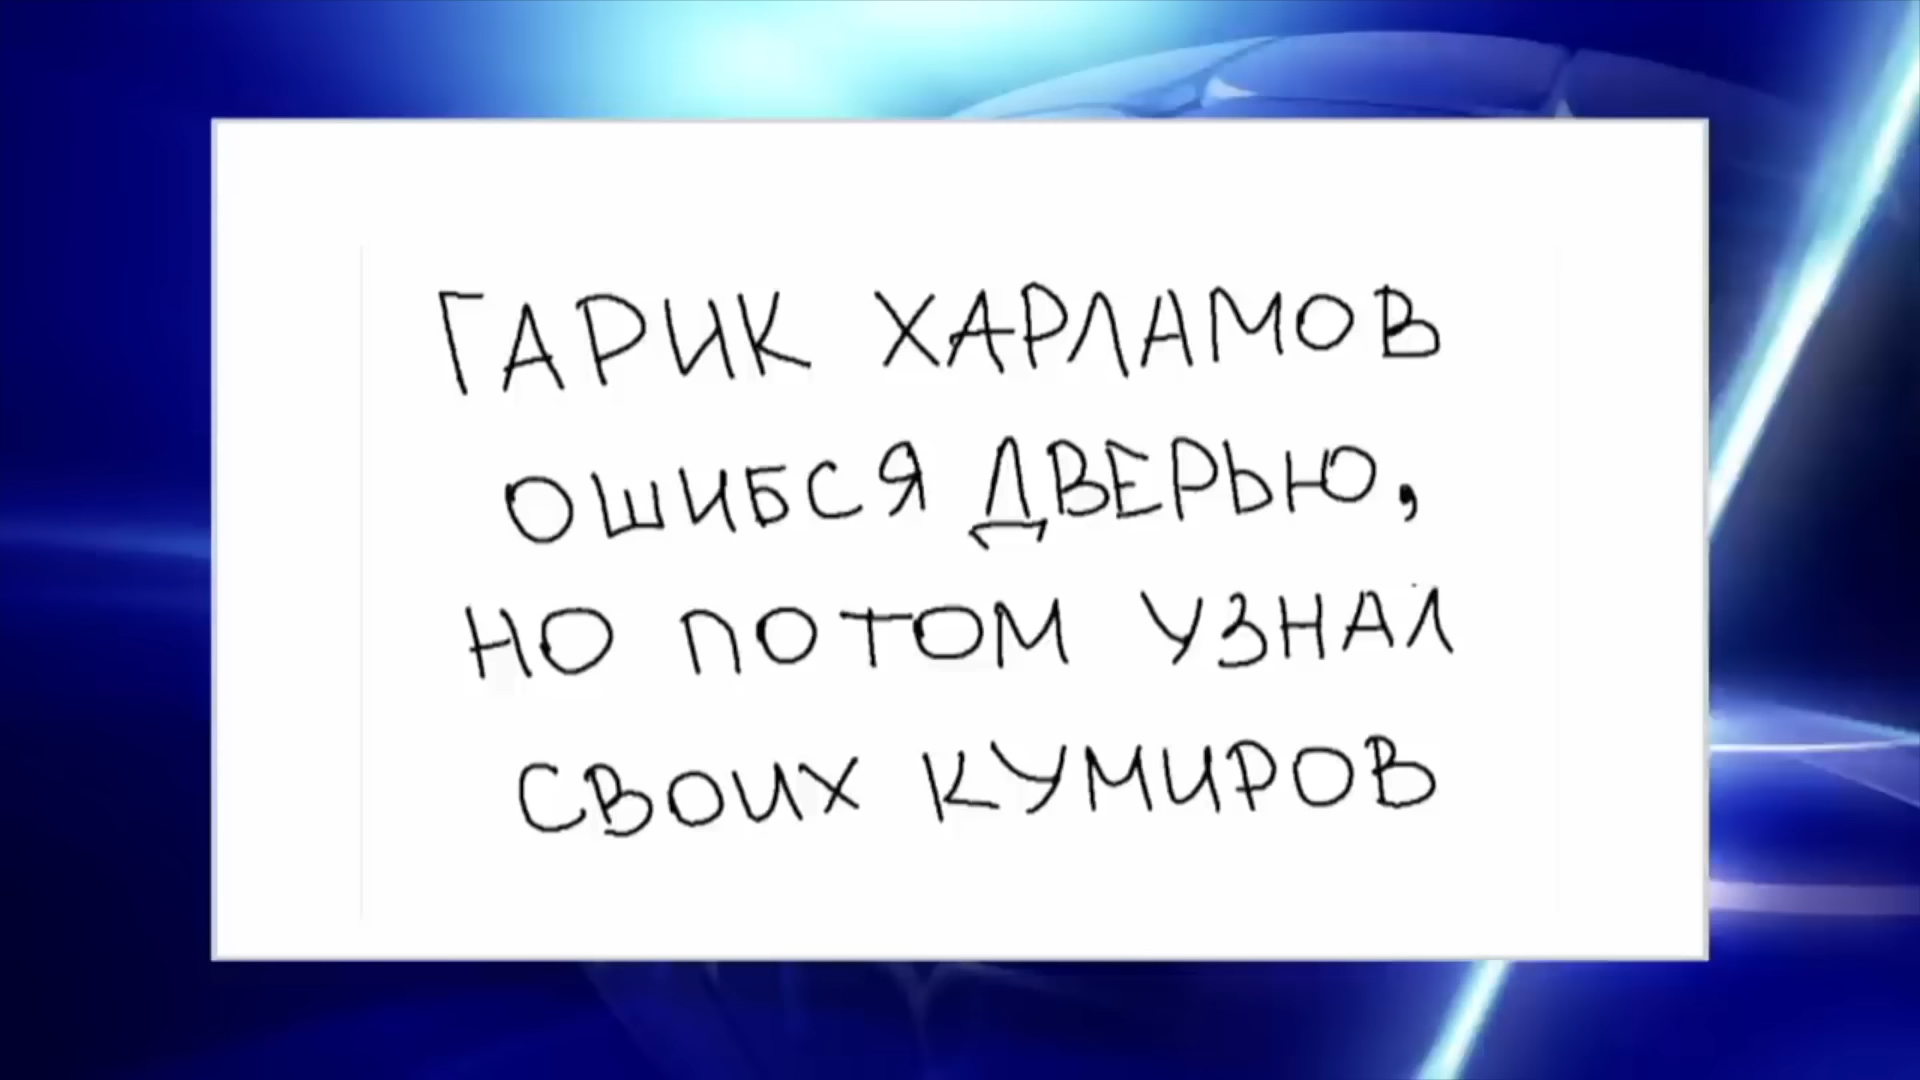 ГАРИК ХАРЛАМОВ
ОШИБСЯ ДВЕРЬЮ,
НО ПОТОМ УЗНАЛ
СВОИХ КУМИРОВ